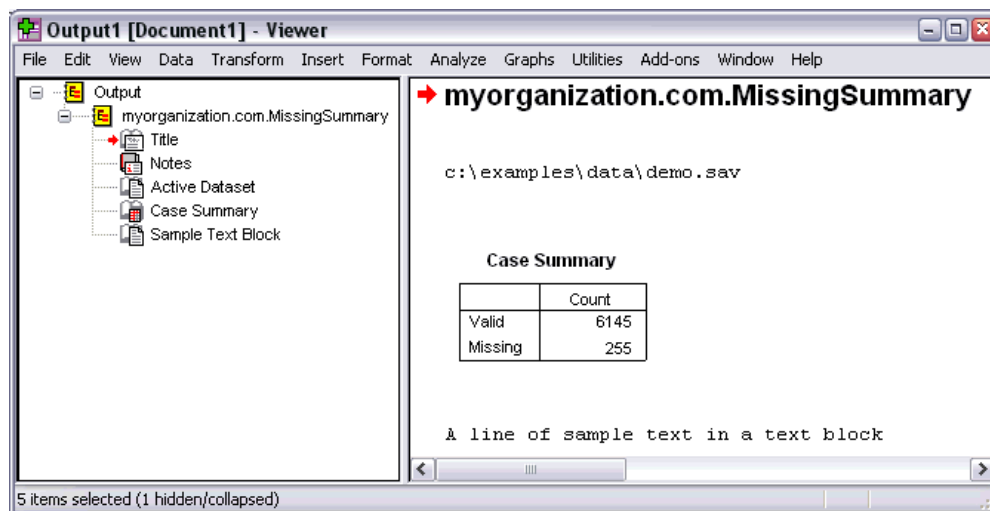 Output1 [Document1] - Viewer
File Edit View Data Transform Insert Format Analyze Graphs Utilities Add-ons Window Help
Output
myorganization.com.MissingSummary
Title
Notes
Active Dataset
Case Summary
Sample Text Block
myorganization.com.MissingSummary
c:\examples\data\demo.sav
Case Summary
Count
Valid 6145
Missing 255
A line of sample text in a text block
5 items selected (1 hidden/collapsed)